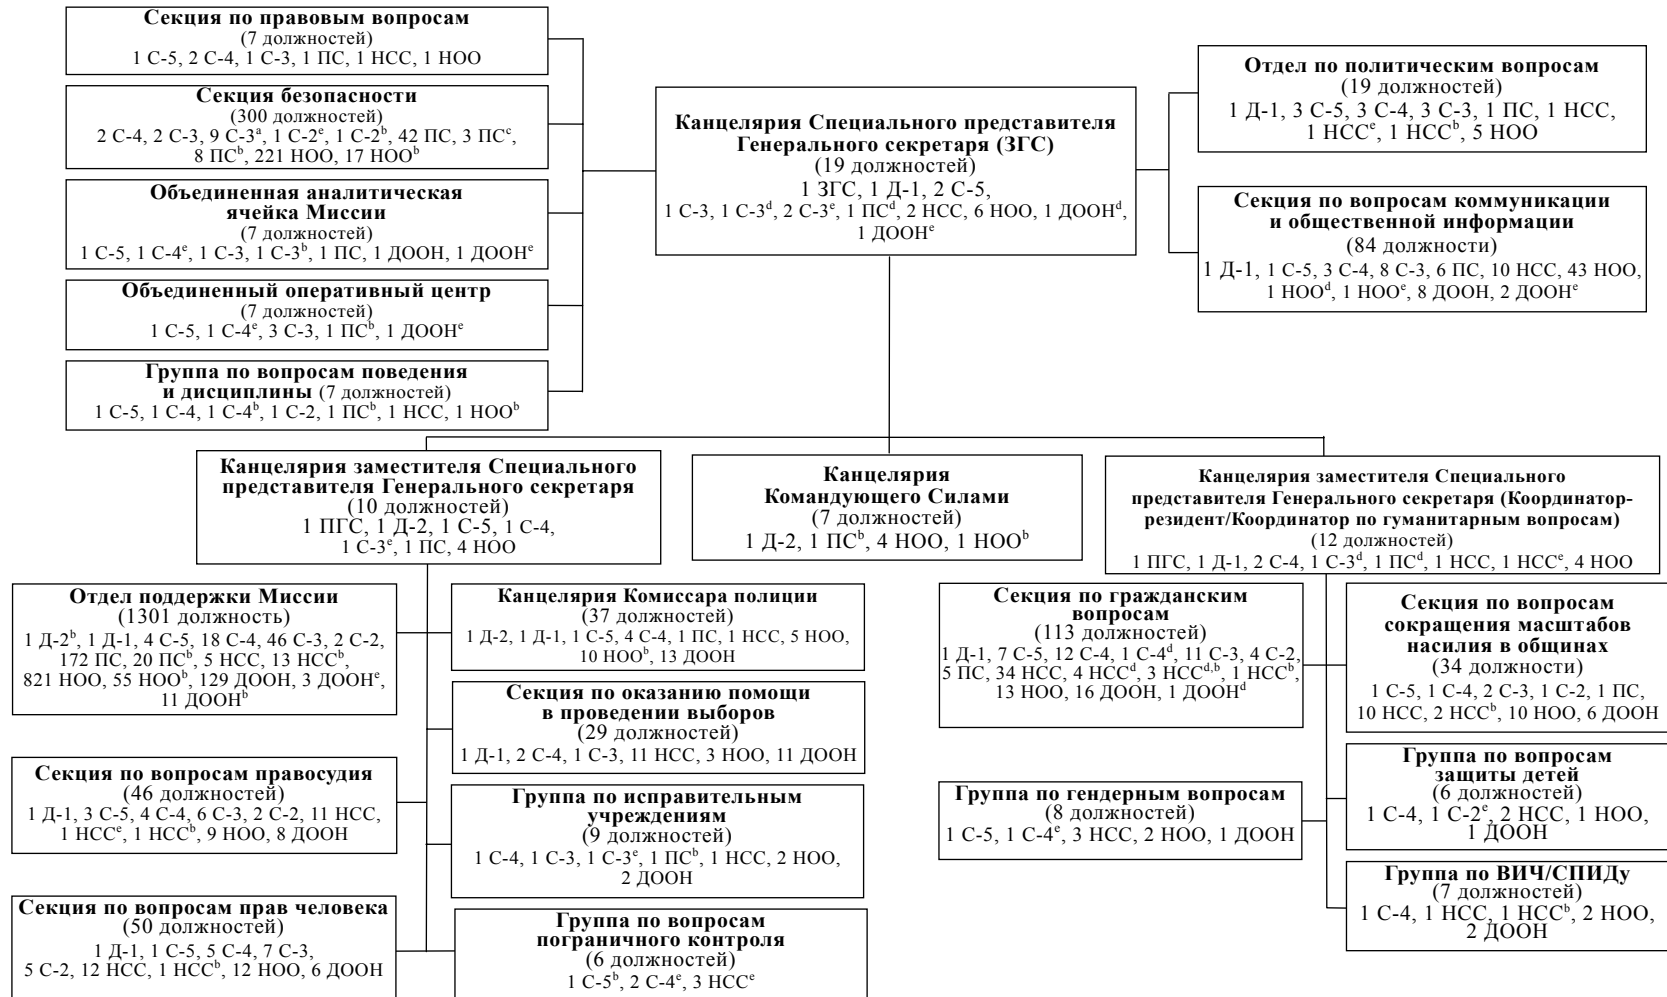 Секция по правовым вопросам
(7 должностей)
1 С-5, 2 С-4, 1 С-3, 1 ПС, 1 НСС, 1 НОО
Секция безопасности
(300 должностей)
2 С-4, 2 С-3, 9 С-3ᵃ, 1 С-2ᵉ, 1 С-2ᵇ, 42 ПС, 3 ПСᶜ,
8 ПСᵇ, 221 НОО, 17 НООᵇ
Объединенная аналитическая
ячейка Миссии
(7 должностей)
1 С-5, 1 С-4ᵉ, 1 С-3, 1 С-3ᵇ, 1 ПС, 1 ДООН, 1 ДООНᵉ
Объединенный оперативный центр
(7 должностей)
1 С-5, 1 С-4ᵉ, 3 С-3, 1 ПСᵇ, 1 ДООНᵉ
Группа по вопросам поведения
и дисциплины (7 должностей)
1 С-5, 1 С-4, 1 С-4ᵇ, 1 С-2, 1 ПСᵇ, 1 НСС, 1 НООᵇ
Канцелярия Специального представителя
Генерального секретаря (ЗГС)
(19 должностей)
1 ЗГС, 1 Д-1, 2 С-5,
1 С-3, 1 С-3ᵈ, 2 С-3ᵉ, 1 ПСᵈ, 2 НСС, 6 НОО, 1 ДООНᵈ,
1 ДООНᵉ
Отдел по политическим вопросам
(19 должностей)
1 Д-1, 3 С-5, 3 С-4, 3 С-3, 1 ПС, 1 НСС,
1 НССᵉ, 1 НССᵇ, 5 НОО
Секция по вопросам коммуникации
и общественной информации
(84 должности)
1 Д-1, 1 С-5, 3 С-4, 8 С-3, 6 ПС, 10 НСС, 43 НОО,
1 НООᵈ, 1 НООᵉ, 8 ДООН, 2 ДООНᵉ
Канцелярия заместителя Специального
представителя Генерального секретаря
(10 должностей)
1 ПГС, 1 Д-2, 1 С-5, 1 С-4,
1 С-3ᵉ, 1 ПС, 4 НОО
Канцелярия
Командующего Силами
(7 должностей)
1 Д-2, 1 ПСᵇ, 4 НОО, 1 НООᵇ
Канцелярия заместителя Специального
представителя Генерального секретаря (Координатор-
резидент/Координатор по гуманитарным вопросам)
(12 должностей)
1 ПГС, 1 Д-1, 2 С-4, 1 С-3ᵈ, 1 ПСᵈ, 1 НСС, 1 НССᵉ, 4 НОО
Отдел поддержки Миссии
(1301 должность)
1 Д-2ᵇ, 1 Д-1, 4 С-5, 18 С-4, 46 С-3, 2 С-2,
172 ПС, 20 ПСᵇ, 5 НСС, 13 НССᵇ,
821 НОО, 55 НООᵇ, 129 ДООН, 3 ДООНᵉ,
11 ДООНᵇ
Секция по вопросам правосудия
(46 должностей)
1 Д-1, 3 С-5, 4 С-4, 6 С-3, 2 С-2, 11 НСС,
1 НССᵉ, 1 НССᵇ, 9 НОО, 8 ДООН
Секция по вопросам прав человека
(50 должностей)
1 Д-1, 1 С-5, 5 С-4, 7 С-3,
5 С-2, 12 НСС, 1 НССᵇ, 12 НОО, 6 ДООН
Канцелярия Комиссара полиции
(37 должностей)
1 Д-2, 1 Д-1, 1 С-5, 4 С-4, 1 ПС, 1 НСС, 5 НОО,
10 НООᵇ, 13 ДООН
Секция по оказанию помощи
в проведении выборов
(29 должностей)
1 Д-1, 2 С-4, 1 С-3, 11 НСС, 3 НОО, 11 ДООН
Группа по исправительным
учреждениям
(9 должностей)
1 С-4, 1 С-3, 1 С-3ᵉ, 1 ПСᵇ, 1 НСС, 2 НОО,
2 ДООН
Группа по вопросам
пограничного контроля
(6 должностей)
1 С-5ᵇ, 2 С-4ᵉ, 3 НССᵉ
Секция по гражданским
вопросам
(113 должностей)
1 Д-1, 7 С-5, 12 С-4, 1 С-4ᵈ, 11 С-3, 4 С-2,
5 ПС, 34 НСС, 4 НССᵈ, 3 НССᵈ,ᵇ, 1 НССᵇ,
13 НОО, 16 ДООН, 1 ДООНᵈ
Группа по гендерным вопросам
(8 должностей)
1 С-5, 1 С-4ᵉ, 3 НСС, 2 НОО, 1 ДООН
Секция по вопросам
сокращения масштабов
насилия в общинах
(34 должности)
1 С-5, 1 С-4, 2 С-3, 1 С-2, 1 ПС,
10 НСС, 2 НССᵇ, 10 НОО, 6 ДООН
Группа по вопросам
защиты детей
(6 должностей)
1 С-4, 1 С-2ᵉ, 2 НСС, 1 НОО,
1 ДООН
Группа по ВИЧ/СПИДу
(7 должностей)
1 С-4, 1 НСС, 1 НССᵇ, 2 НОО,
2 ДООН